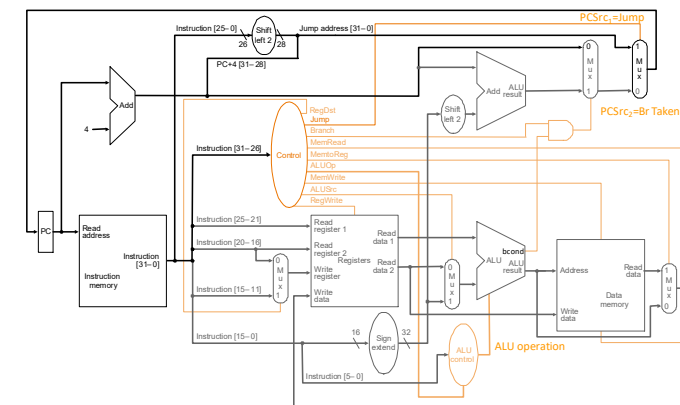 Instruction [25–0]
26
Shift
left 2
28
Jump address [31–0]
PCSrc1=Jump
PC+4 [31–28]
0
M
u
x
1
1
M
u
x
0
Add
4
Add
ALU
result
Shift
left 2
PCSrc2=Br Taken
RegDst
Jump
Branch
MemRead
MemtoReg
ALUOp
MemWrite
ALUSrc
RegWrite
Control
Instruction [31–26]
PC
Read
address
Instruction
[31–0]
Instruction
memory
Instruction [25–21]
Instruction [20–16]
Instruction [15–11]
0
M
u
x
1
Read
register 1
Read
register 2
Write
register
Write
data
Registers
Read
data 1
Read
data 2
0
M
u
x
1
bcond
ALU
ALU
result
Address
Write
data
Read
data
Data
memory
1
M
u
x
0
Instruction [15–0]
16
Sign
extend
32
Instruction [5–0]
ALU
control
ALU operation